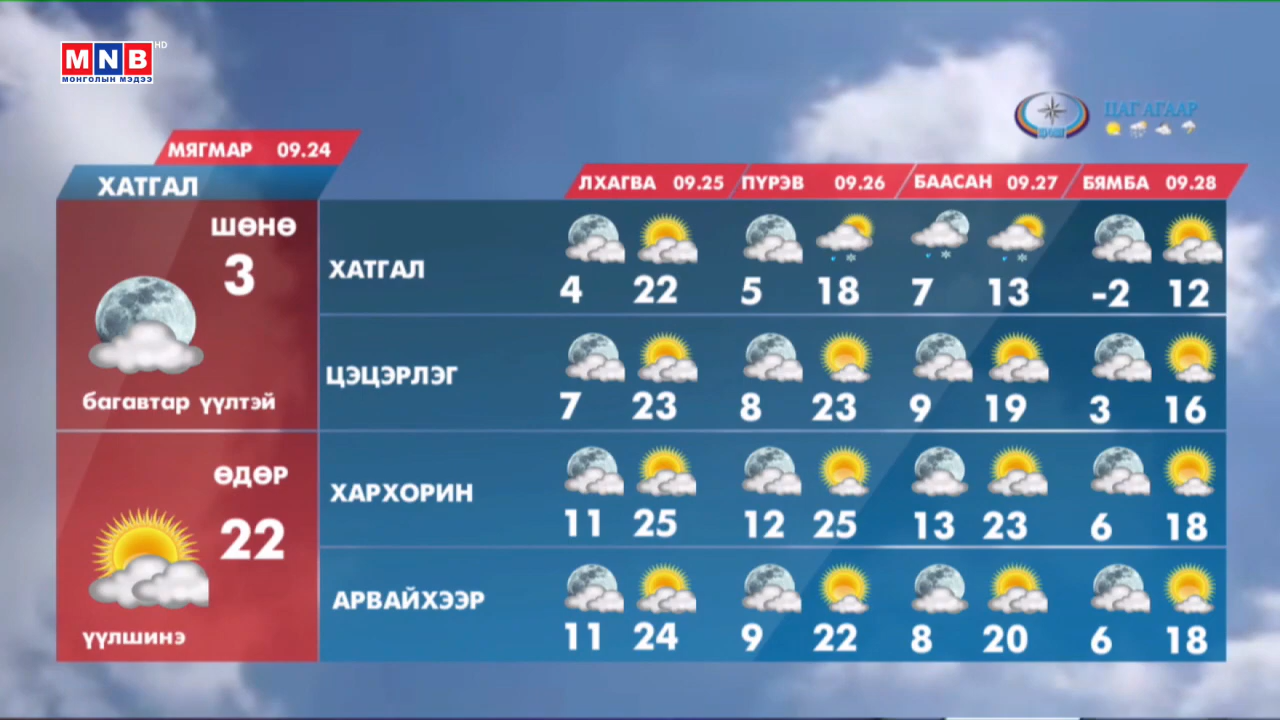 MNB HD
МОНГОЛЫН МЭДЭЭ
ЦАГ АГААР
МЯГМАР 09.24
ХАТГАЛ
ЛХАГВА 09.25 ПҮРЭВ 09.26 БААСАН 09.27 БЯМБА 09.28
ШӨНӨ
3
багавтар үүлтэй
ӨДӨР
22
үүлшинэ
ХАТГАЛ
4 22 5 18 7 13 -2 12
ЦЭЦЭРЛЭГ
7 23 8 23 9 19 3 16
ХАРХОРИН
11 25 12 25 13 23 6 18
АРВАЙХЭЭР
11 24 9 22 8 20 6 18